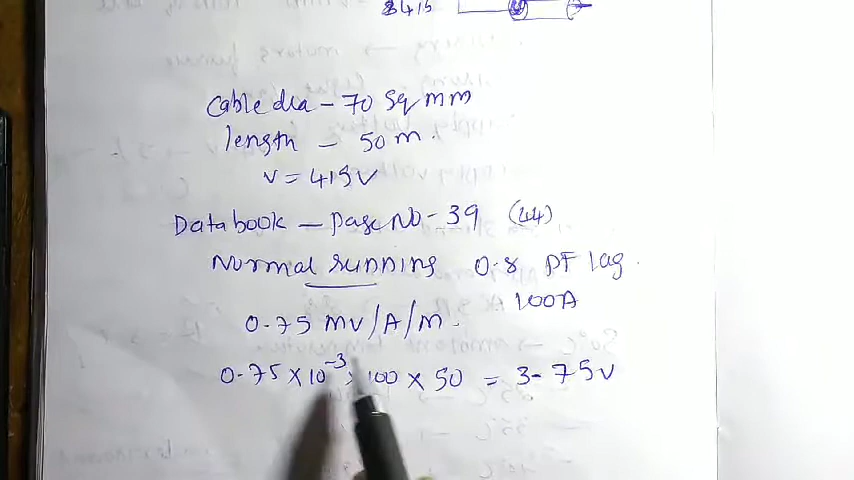 8415
Cable dia - 70 Sq mm
length - 50 m.
V = 415V
Databook - Page No - 39 (44)
Normal running 0.8 PF lag.
100A
0.75 mv/A/m.
0.75 × 10⁻³ × 100 × 50 = 3.75V